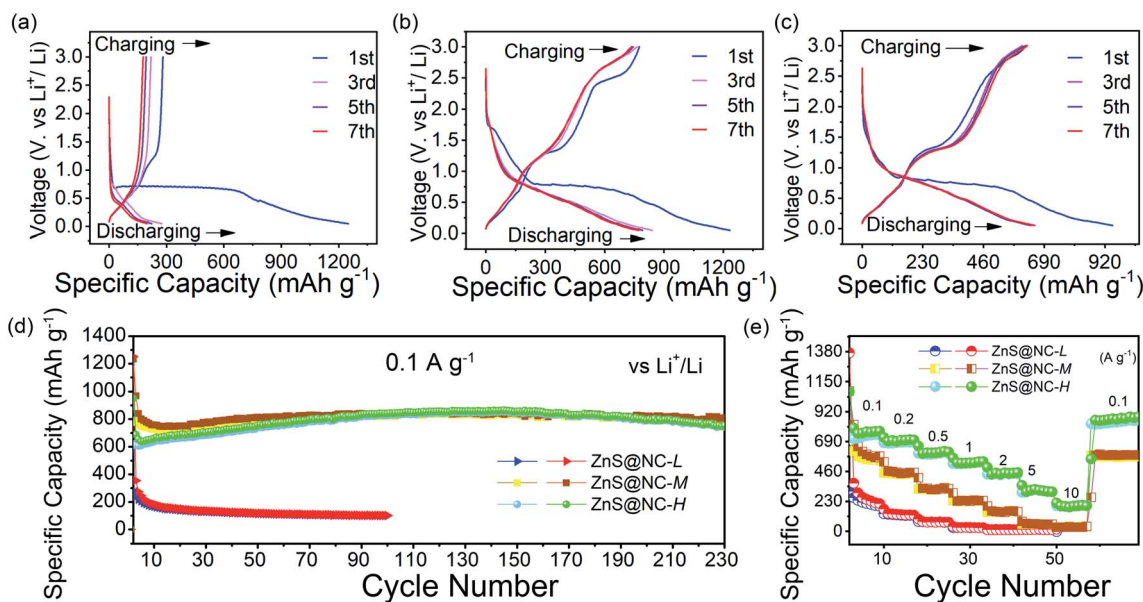 (a)
Charging
1st
3rd
5th
7th
Discharging
Voltage (V. vs Li⁺/ Li)
3.0
2.5
2.0
1.5
1.0
0.5
0.0
0 300 600 900 1200
Specific Capacity (mAh g⁻¹)
(b)
Charging
1st
3rd
5th
7th
Discharging
Voltage (V. vs Li⁺/ Li)
3.0
2.5
2.0
1.5
1.0
0.5
0.0
0 300 600 900 1200
Specific Capacity (mAh g⁻¹)
(c)
Charging
1st
3rd
5th
7th
Discharging
Voltage (V. vs Li⁺/ Li)
3.0
2.5
2.0
1.5
1.0
0.5
0.0
0 230 460 690 920
Specific Capacity (mAh g⁻¹)
(d)
0.1 A g⁻¹ vs Li⁺/Li
ZnS@NC-L
ZnS@NC-M
ZnS@NC-H
Specific Capacity (mAh g⁻¹)
1400
1200
1000
800
600
400
200
0
10 30 50 70 90 110 130 150 170 190 210 230
Cycle Number
(e)
ZnS@NC-L
ZnS@NC-M
ZnS@NC-H
(A g⁻¹)
0.1 0.2 0.5 1 2 5 10 0.1
Specific Capacity (mAh g⁻¹)
1380
1150
920
690
460
230
0
10 30 50
Cycle Number